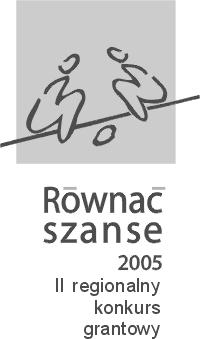 Równać
szanse
2005
II regionalny
konkurs
grantowy